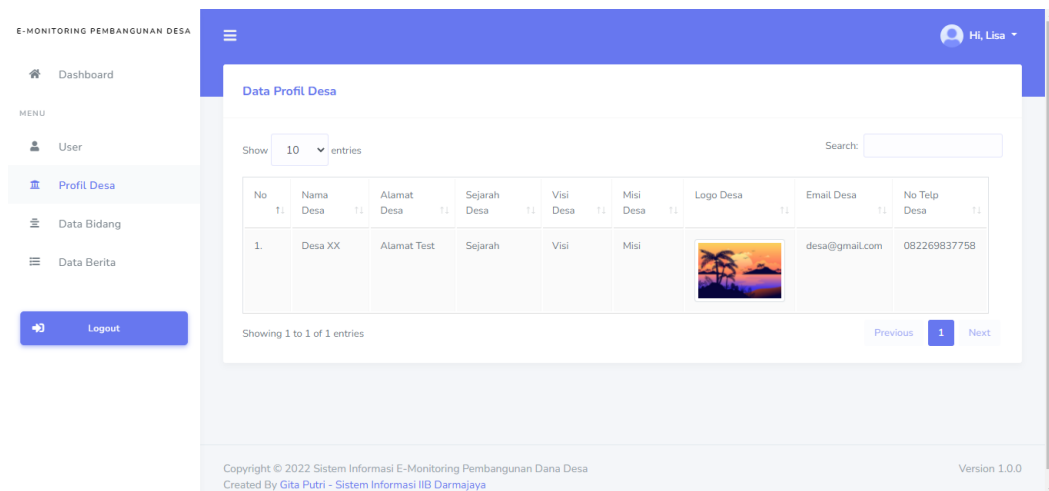 E-MONITORING PEMBANGUNAN DESA
Hi, Lisa
Dashboard
MENU
User
Profil Desa
Data Bidang
Data Berita
Logout
Data Profil Desa
Show 10 entries
Search:
No Nama Desa Alamat Desa Sejarah Desa Visi Desa Misi Desa Logo Desa Email Desa No Telp Desa
1. Desa XX Alamat Test Sejarah Visi Misi desa@gmail.com 082269837758
Showing 1 to 1 of 1 entries
Previous 1 Next
Copyright © 2022 Sistem Informasi E-Monitoring Pembangunan Dana Desa
Created By Gita Putri - Sistem Informasi IIB Darmajaya
Version 1.0.0